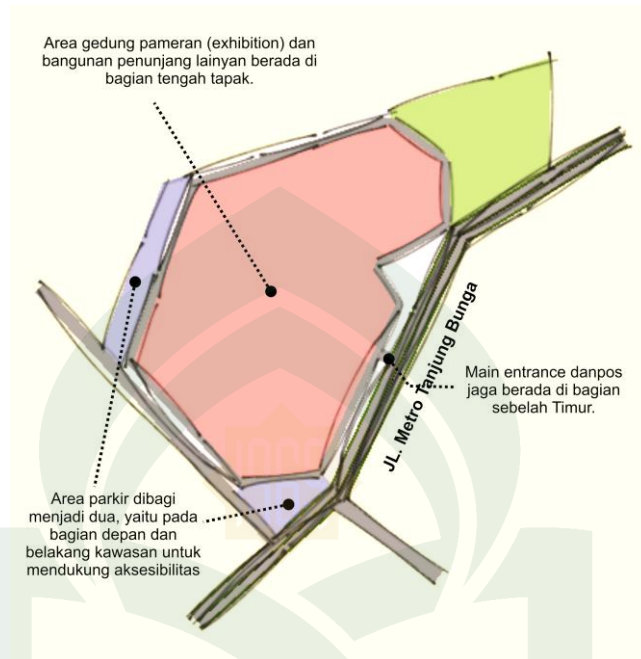 Area gedung pameran (exhibition) dan
bangunan penunjang lainyan berada di
bagian tengah tapak.
JL. Metro Tanjung Bunga
Main entrance danpos
jaga berada di bagian
sebelah Timur.
Area parkir dibagi
menjadi dua, yaitu pada
bagian depan dan
belakang kawasan untuk
mendukung aksesibilitas